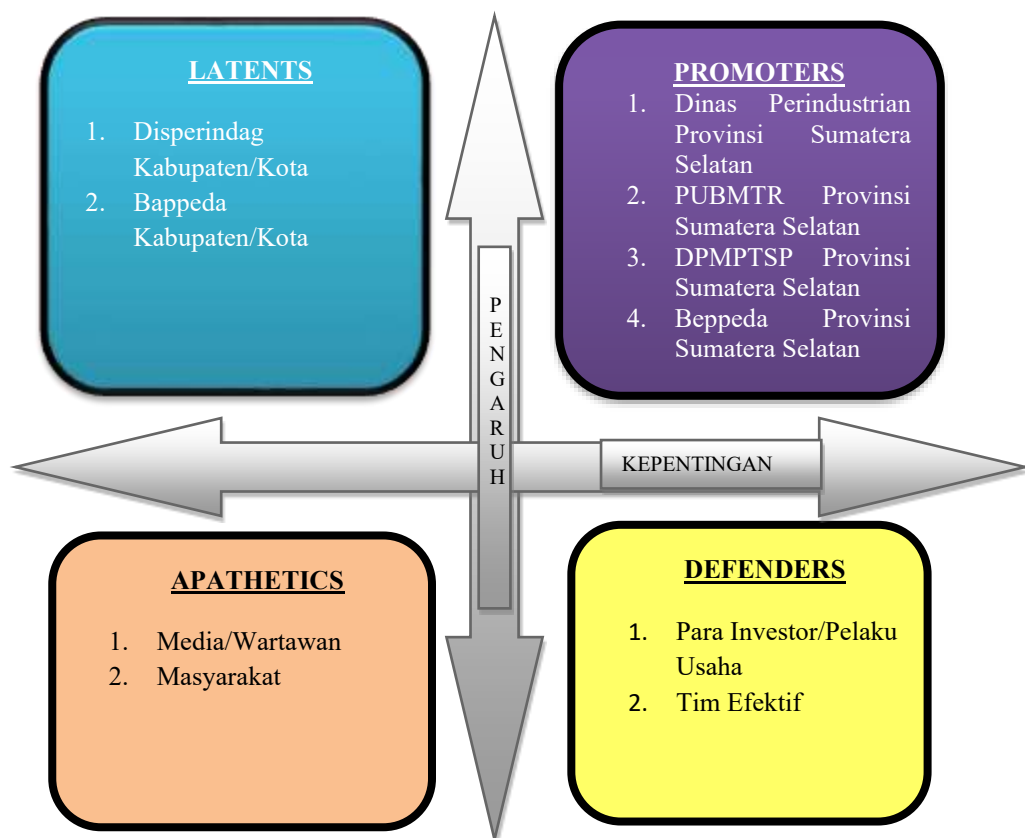 LATENTS
1. Disperindag
Kabupaten/Kota
2. Bappeda
Kabupaten/Kota
PROMOTERS
1. Dinas Perindustrian
Provinsi Sumatera
Selatan
2. PUBMTR Provinsi
Sumatera Selatan
3. DPMPTSP Provinsi
Sumatera Selatan
4. Beppeda Provinsi
Sumatera Selatan
PENGARUH
KEPENTINGAN
APATHETICS
1. Media/Wartawan
2. Masyarakat
DEFENDERS
1. Para Investor/Pelaku
Usaha
2. Tim Efektif